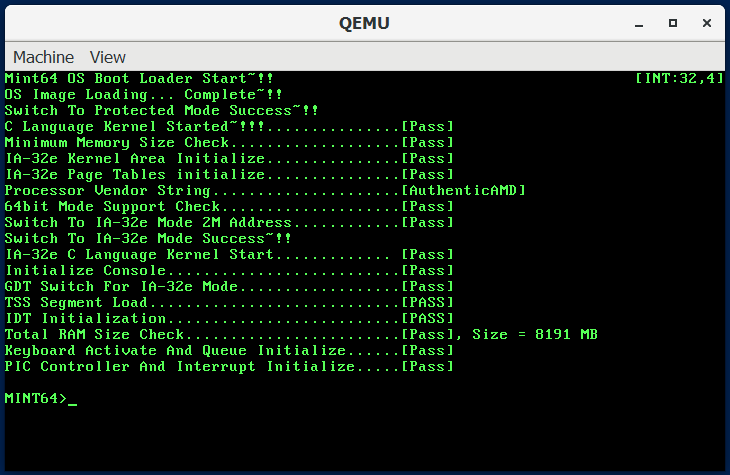 QEMU
Machine View
Mint64 OS Boot Loader Start~!! [INT:32,4]
OS Image Loading... Complete~!!
Switch To Protected Mode Success~!!
C Language Kernel Started~!!!...............[Pass]
Minimum Memory Size Check...................[Pass]
IA-32e Kernel Area Initialize...............[Pass]
IA-32e Page Tables initialize...............[Pass]
Processor Vendor String.....................[AuthenticAMD]
64bit Mode Support Check....................[Pass]
Switch To IA-32e Mode 2M Address............[Pass]
Switch To IA-32e Mode Success~!!
IA-32e C Language Kernel Start............. [Pass]
Initialize Console..........................[Pass]
GDT Switch For IA-32e Mode..................[Pass]
TSS Segment Load............................[PASS]
IDT Initialization..........................[PASS]
Total RAM Size Check........................[Pass], Size = 8191 MB
Keyboard Activate And Queue Initialize......[Pass]
PIC Controller And Interrupt Initialize.....[Pass]
MINT64>_